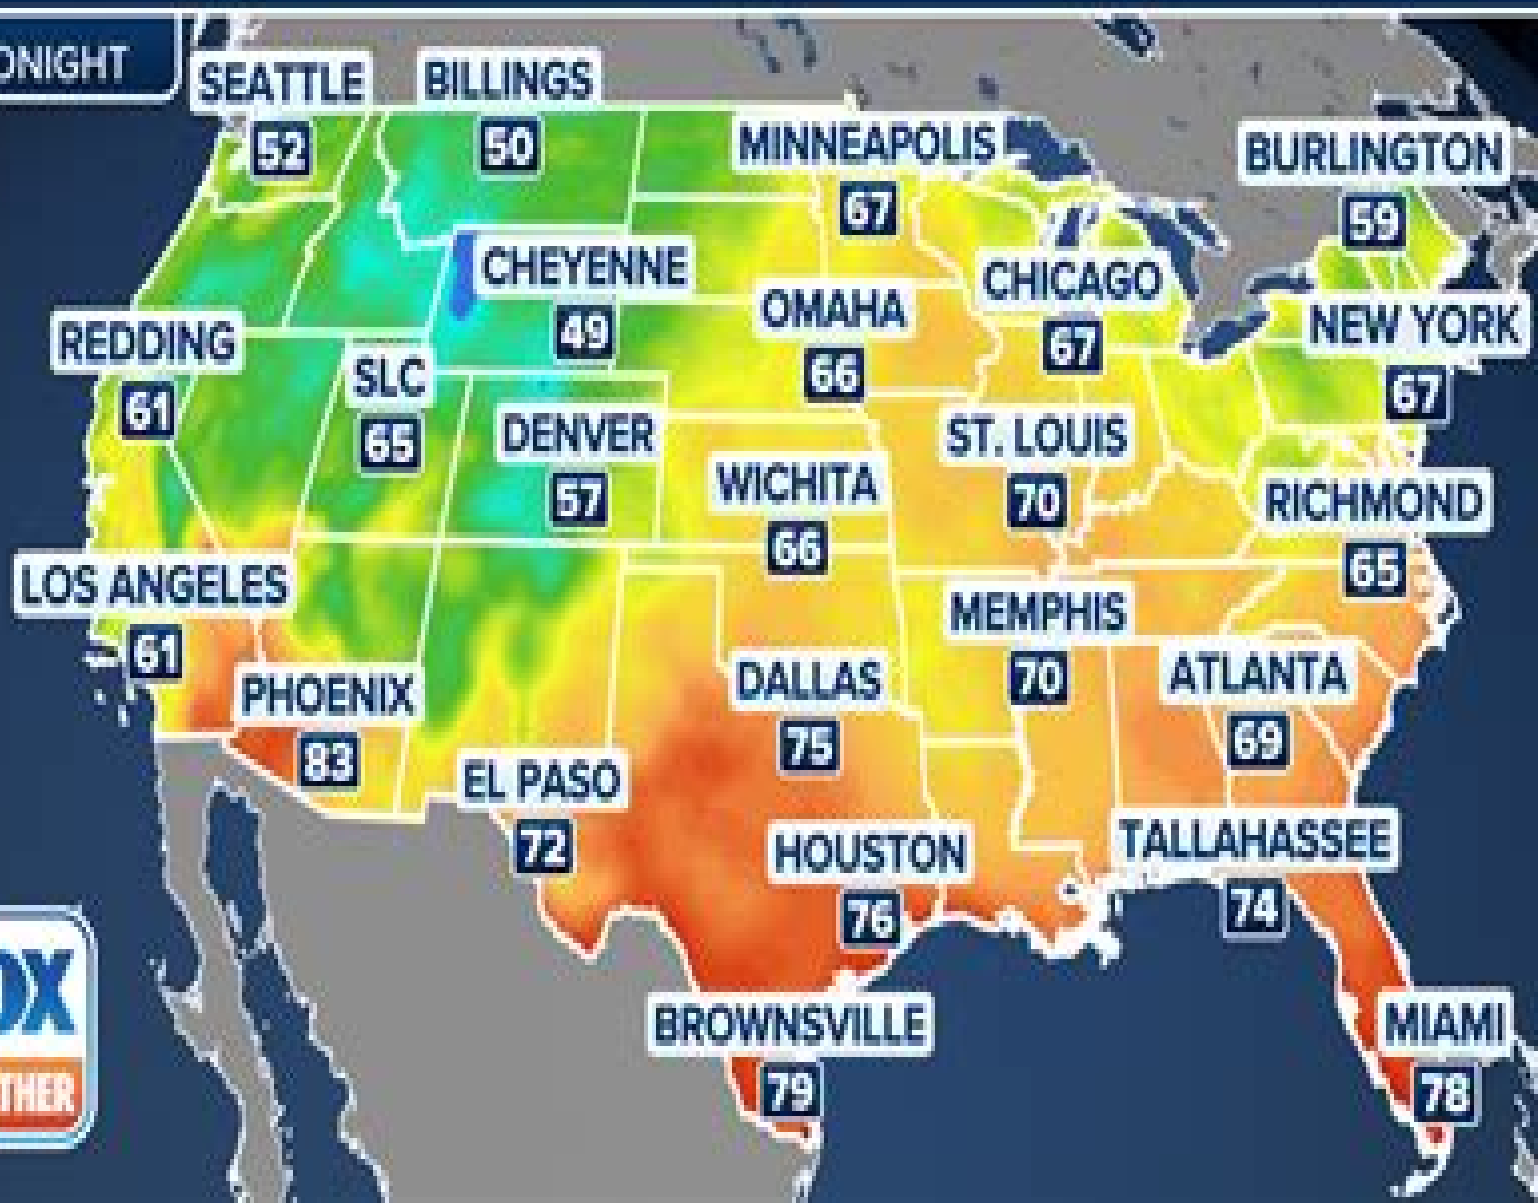 ONIGHT
SEATTLE
52
BILLINGS
50
MINNEAPOLIS
67
BURLINGTON
59
CHEYENNE
49
CHICAGO
67
OMAHA
66
NEW YORK
67
REDDING
61
SLC
65
DENVER
57
ST. LOUIS
70
WICHITA
66
RICHMOND
65
LOS ANGELES
61
MEMPHIS
70
PHOENIX
83
DALLAS
75
ATLANTA
69
EL PASO
72
HOUSTON
76
TALLAHASSEE
74
BROWNSVILLE
79
MIAMI
78
OX
THER